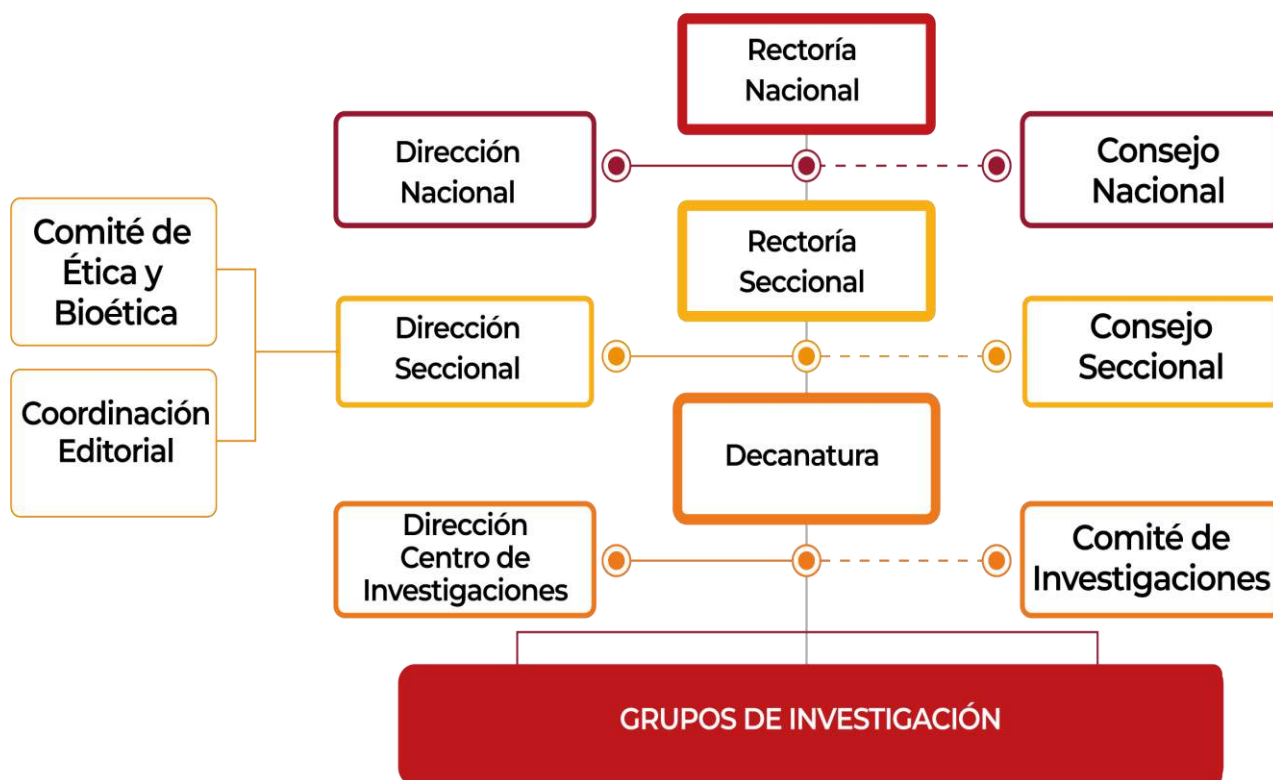 Rectoría
Nacional
Dirección
Nacional
Consejo
Nacional
Comité de
Ética y
Bioética
Rectoría
Seccional
Dirección
Seccional
Consejo
Seccional
Coordinación
Editorial
Decanatura
Dirección
Centro de
Investigaciones
Comité de
Investigaciones
GRUPOS DE INVESTIGACIÓN